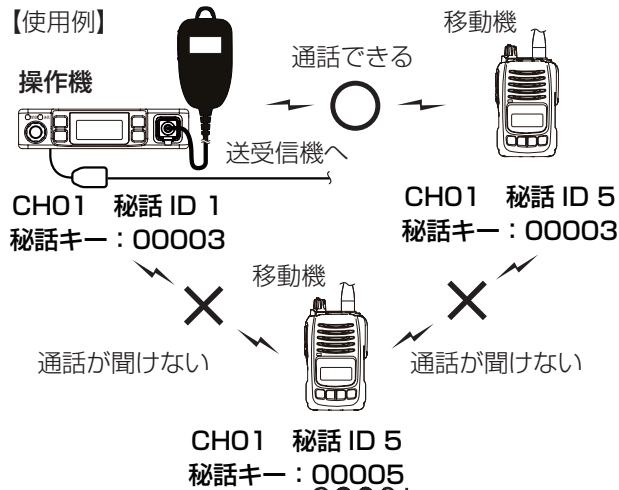 【使用例】
移動機
通話できる
操作機
送受信機へ
CH01 秘話 ID 1
秘話キー：00003
CH01 秘話 ID 5
秘話キー：00003
移動機
通話が聞けない
通話が聞けない
CH01 秘話 ID 5
秘話キー：00005